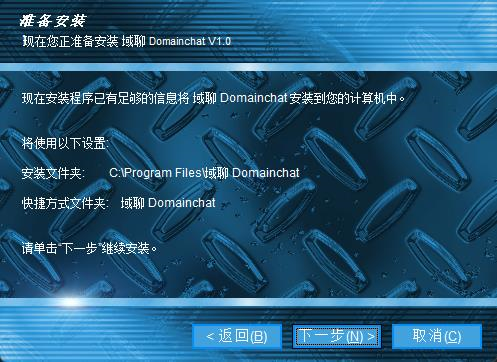 准备安装
现在您正准备安装 域聊 Domainchat V1.0
现在安装程序已有足够的信息将 域聊 Domainchat 安装到您的计算机中。
将使用以下设置:
安装文件夹: C:\Program Files\域聊 Domainchat
快捷方式文件夹: 域聊 Domainchat
请单击“下一步”继续安装。
< 返回(B) 下一步(N) > 取消(C)